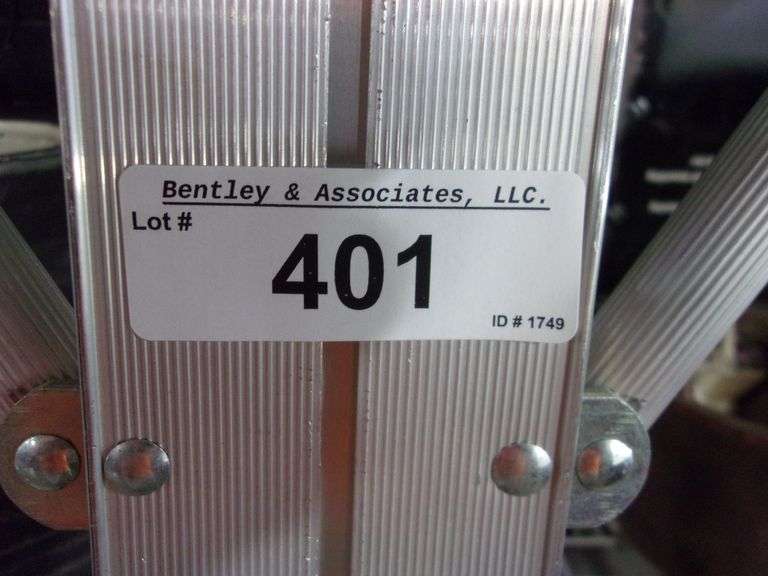 Bentley & Associates, LLC.
Lot #
401
ID # 1749